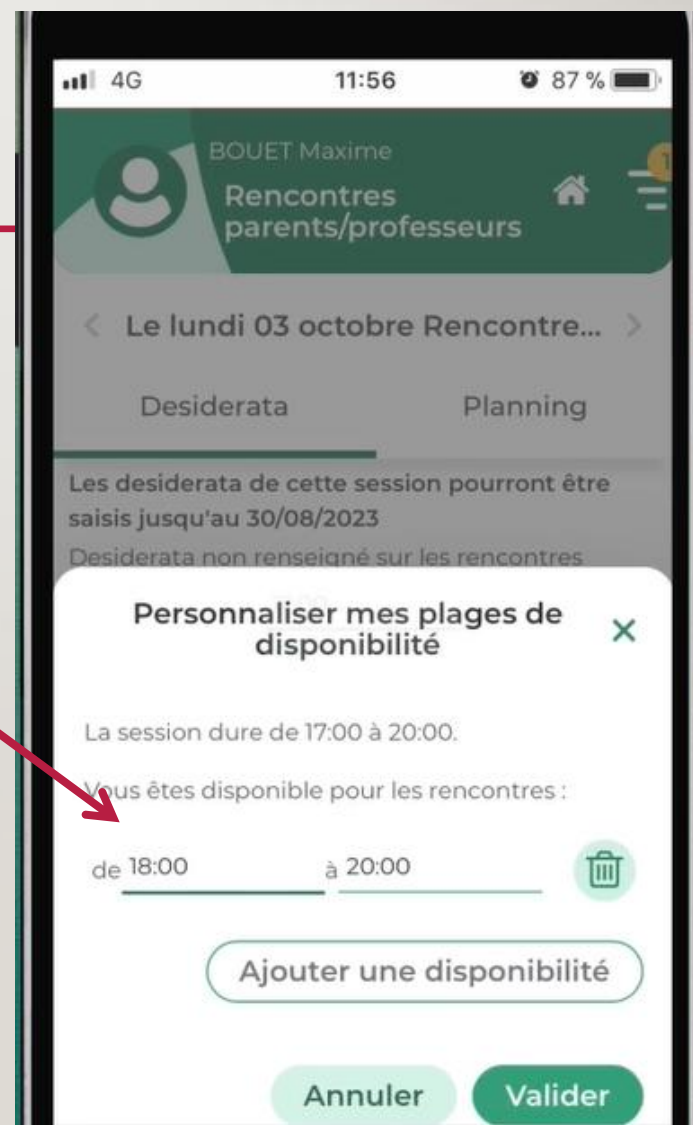 4G 11:56 87 %
BOUET Maxime
1
Rencontres
parents/professeurs
< Le lundi 03 octobre Rencontre... >
Desiderata Planning
Les desiderata de cette session pourront être
saisis jusqu'au 30/08/2023
Desiderata non renseigné sur les rencontres
Personnaliser mes plages de
disponibilité
La session dure de 17:00 à 20:00.
Vous êtes disponible pour les rencontres :
de 18:00 à 20:00
Ajouter une disponibilité
Annuler Valider